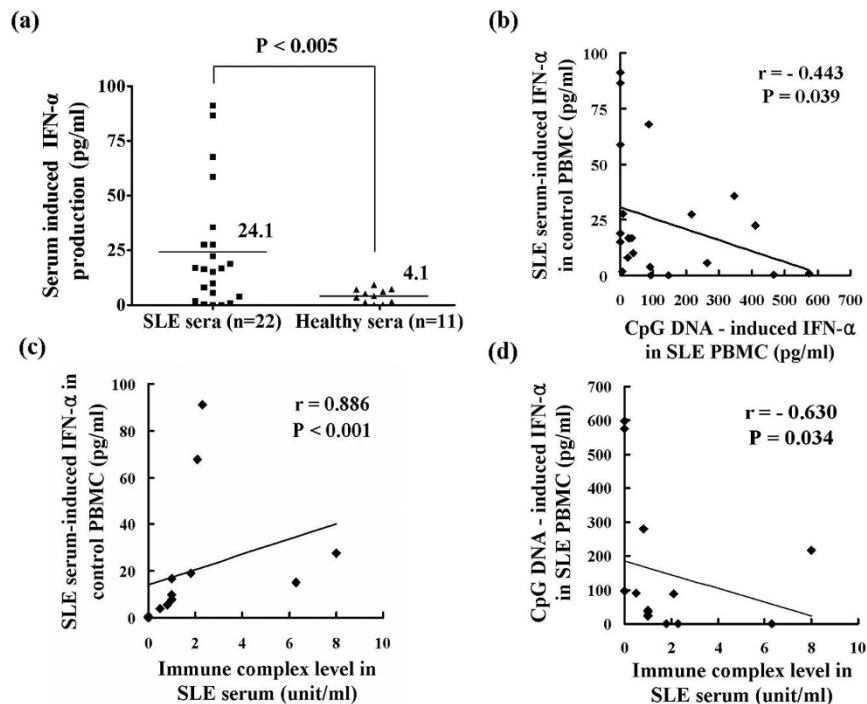 (a)
P < 0.005
Serum induced IFN-α
production (pg/ml)
100
75
50
25
0
24.1
4.1
SLE sera (n=22)
Healthy sera (n=11)
(b)
SLE serum-induced IFN-α
in control PBMC (pg/ml)
100
75
50
25
0
r = - 0.443
P = 0.039
0 100 200 300 400 500 600 700
CpG DNA - induced IFN-α
in SLE PBMC (pg/ml)
(c)
SLE serum-induced IFN-α in
control PBMC (pg/ml)
100
80
60
40
20
0
r = 0.886
P < 0.001
0 2 4 6 8 10
Immune complex level in
SLE serum (unit/ml)
(d)
CpG DNA - induced IFN-α
in SLE PBMC (pg/ml)
700
600
500
400
300
200
100
0
r = - 0.630
P = 0.034
0 2 4 6 8 10
Immune complex level in
SLE serum (unit/ml)